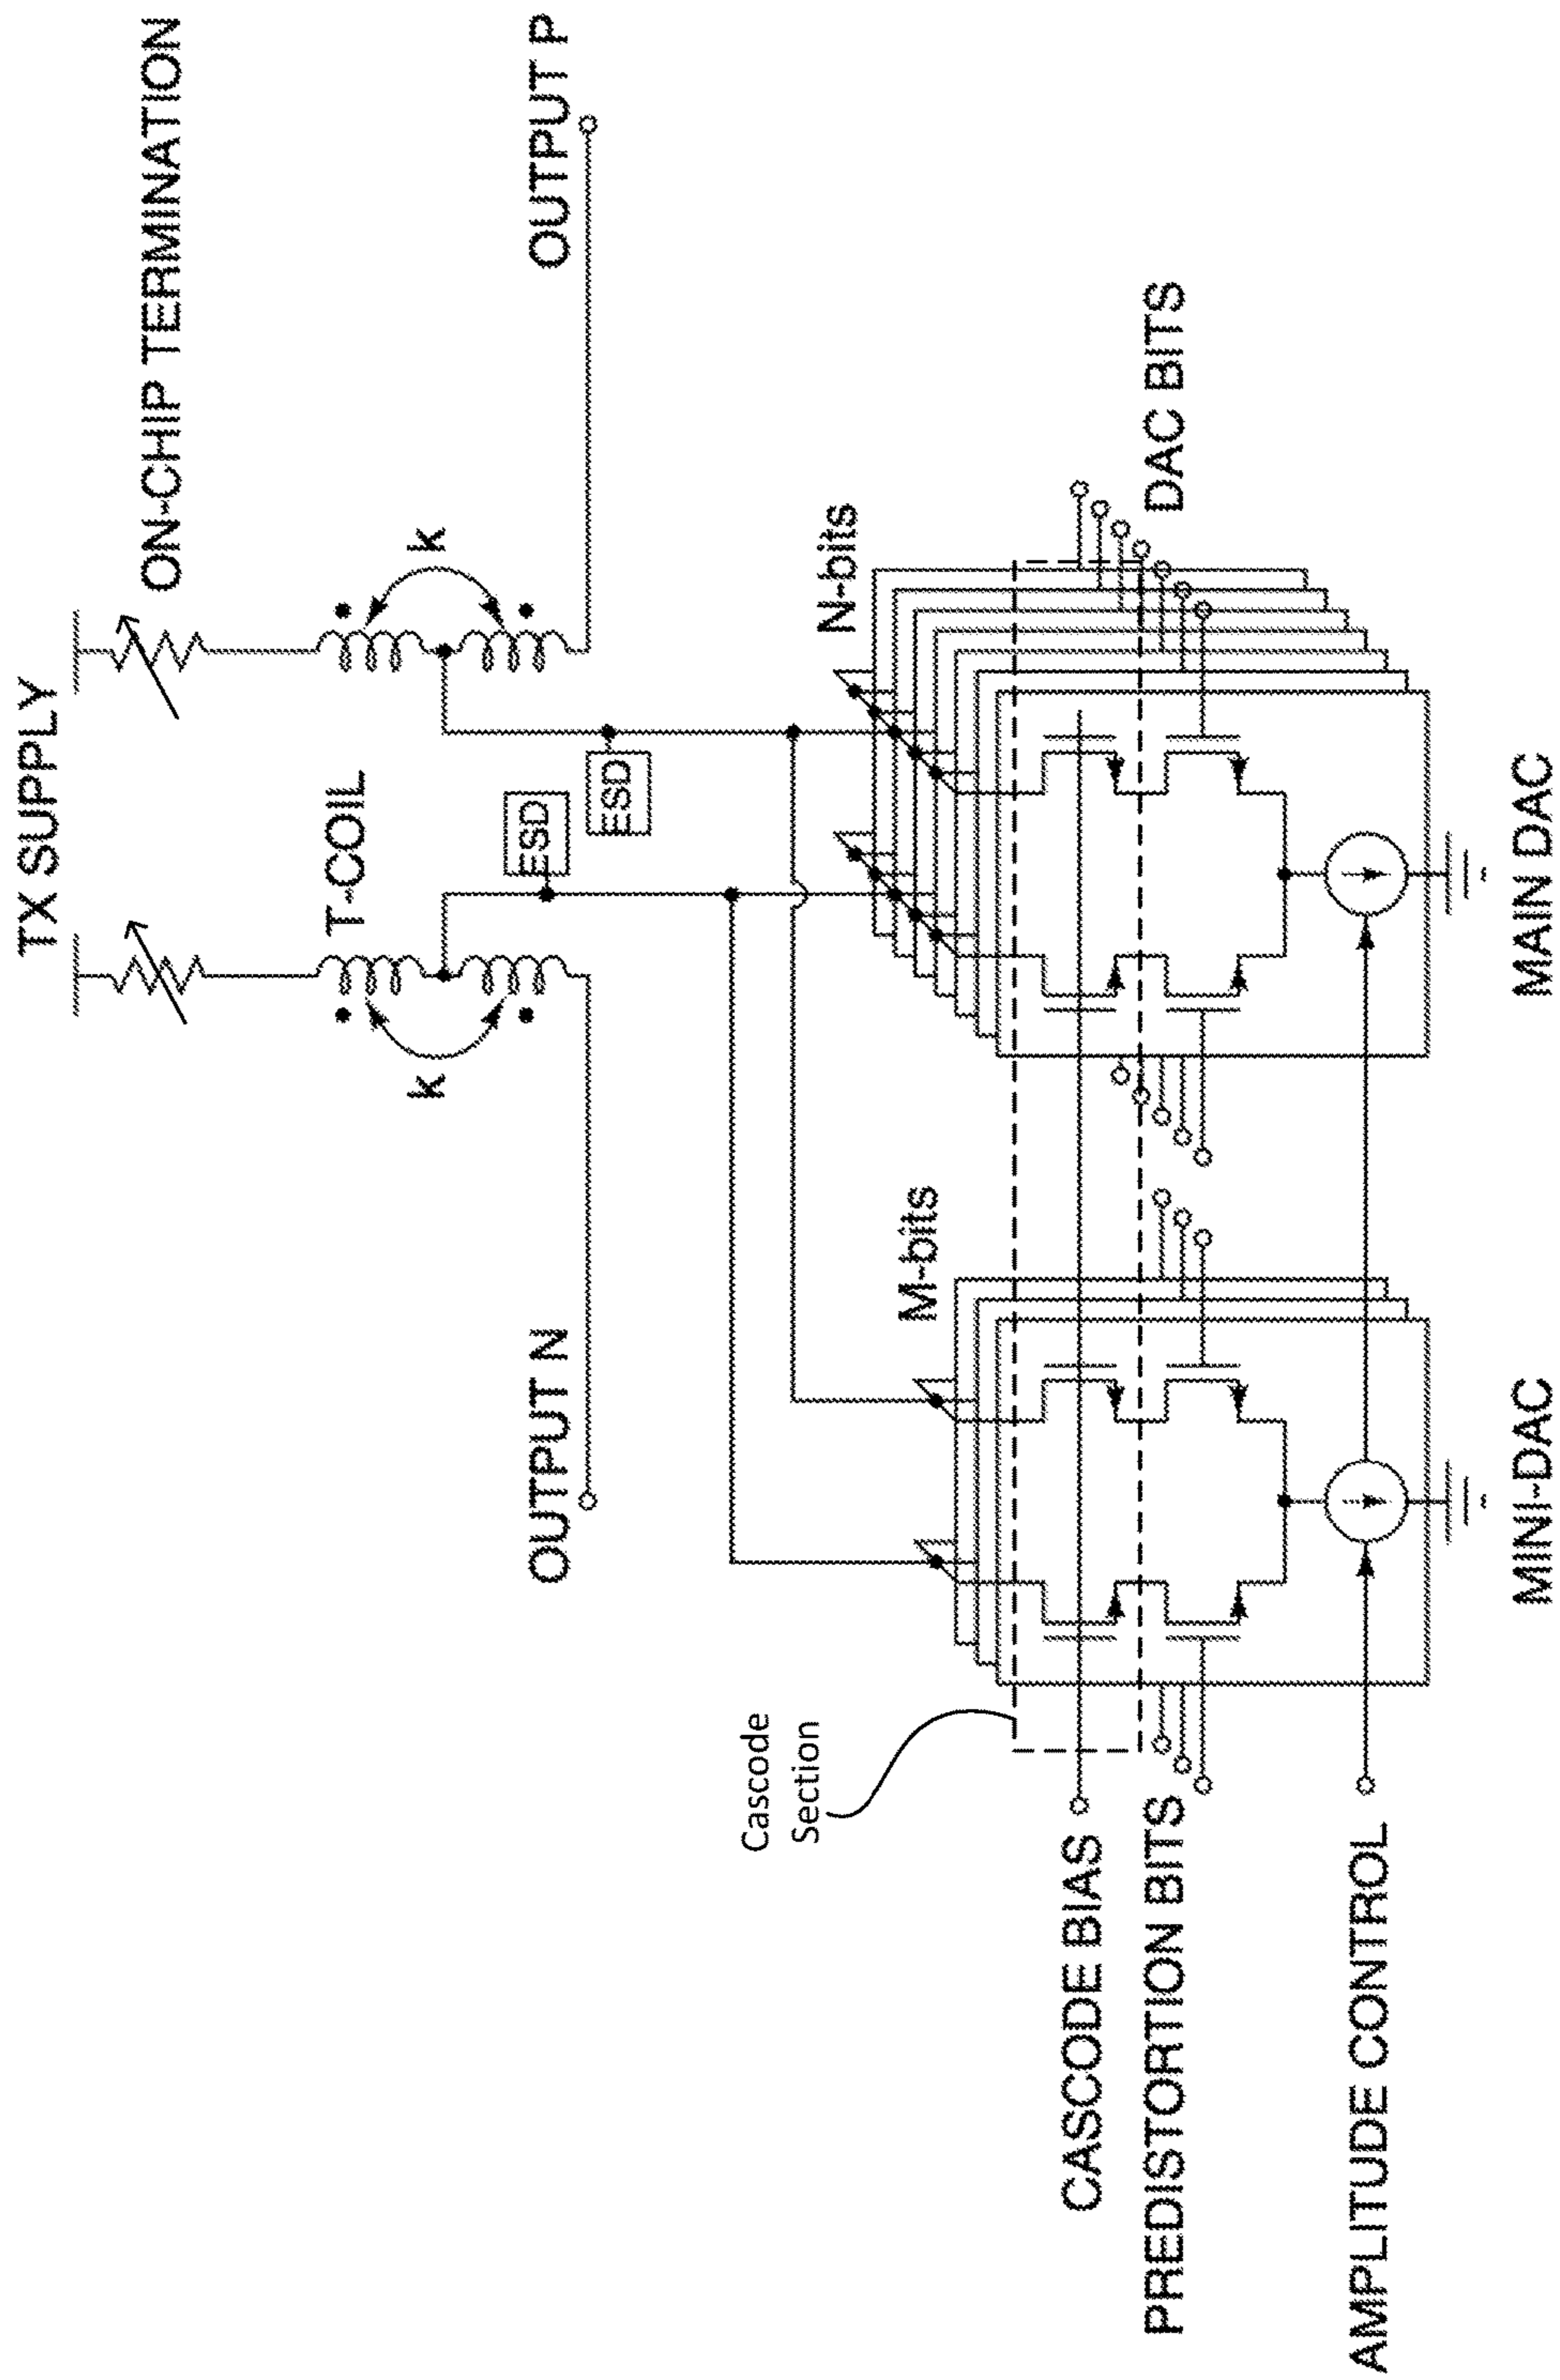 TX SUPPLY
ON-CHIP TERMINATION
T-COIL
k
k
OUTPUT N
ESD
ESD
OUTPUT P
Cascode
Section
M-bits
N-bits
CASCODE BIAS
PREDISTORTION BITS
DAC BITS
AMPLITUDE CONTROL
MINI-DAC
MAIN DAC